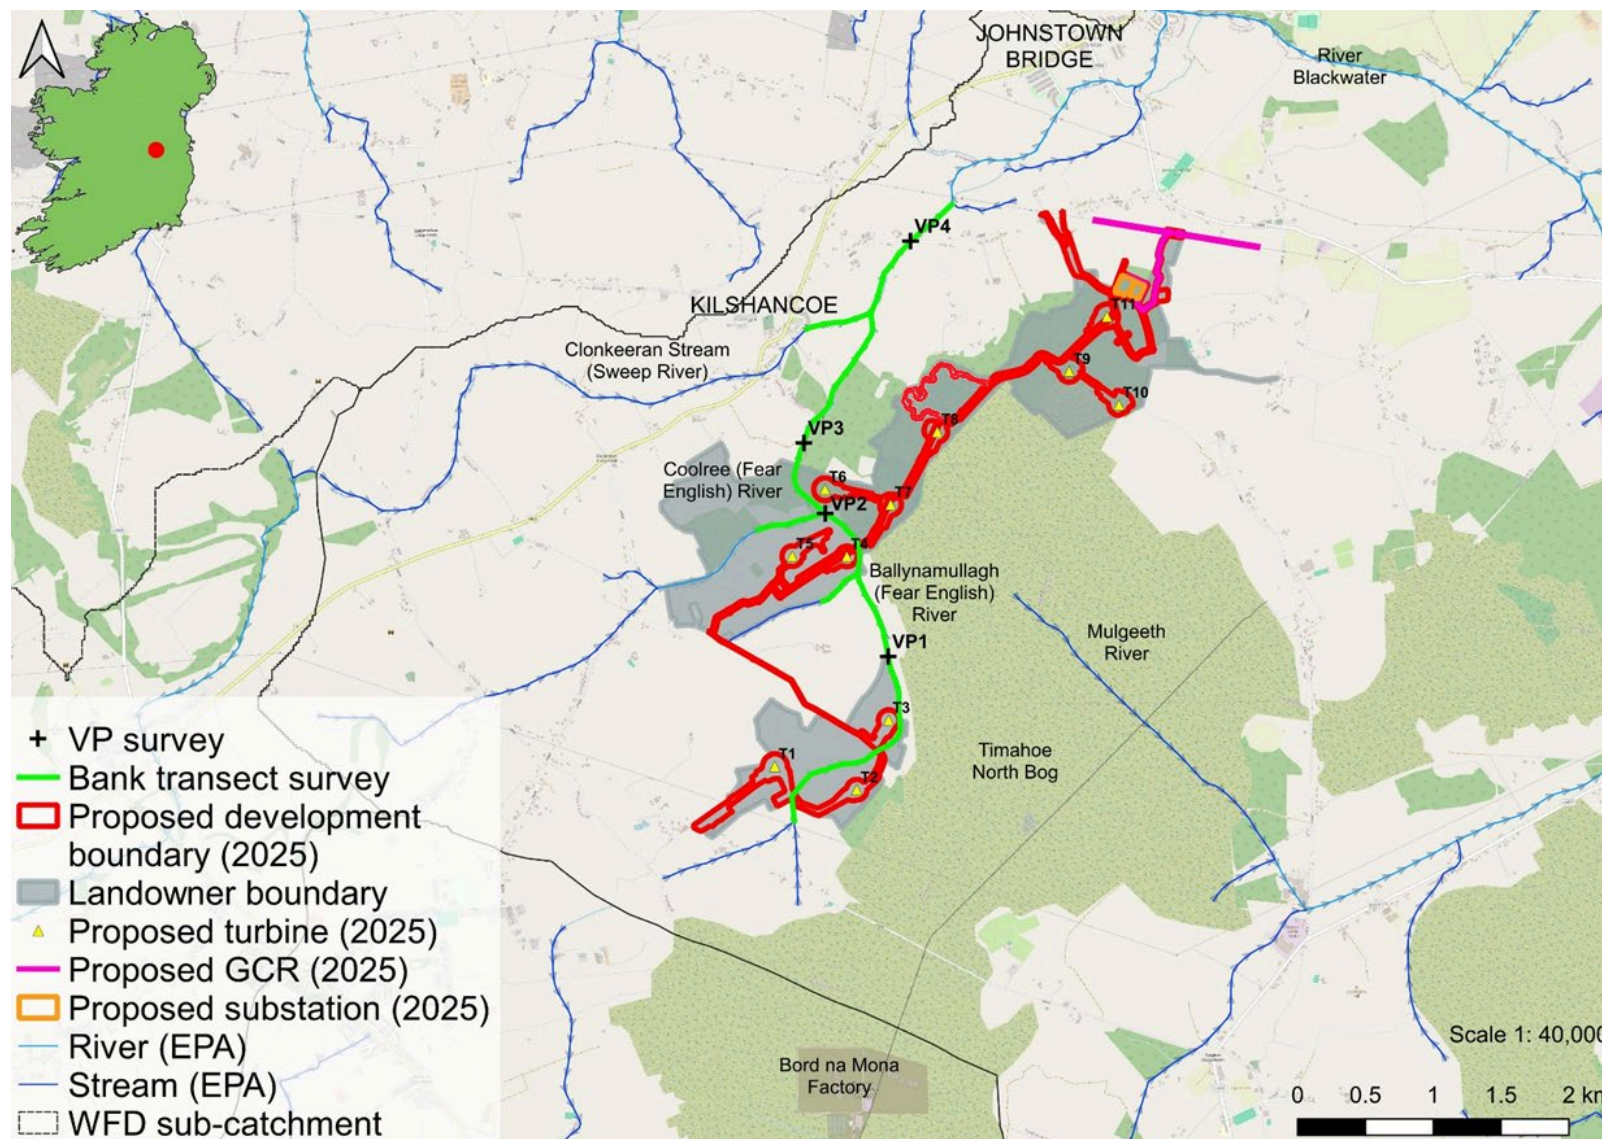 JOHNSTOWN
BRIDGE
River
Blackwater
VP4
KILSHANCOE
T11
Clonkeeran Stream
(Sweep River)
T9
T10
VP3
T8
Coolree (Fear
English) River
T6
VP2
T7
T5
T4
Ballynamullagh
(Fear English)
River
VP1
Mulgeeth
River
T3
T1
T2
Timahoe
North Bog
VP survey
Bank transect survey
Proposed development
boundary (2025)
Landowner boundary
Proposed turbine (2025)
Proposed GCR (2025)
Proposed substation (2025)
River (EPA)
Stream (EPA)
WFD sub-catchment
Bord na Mona
Factory
Scale 1: 40,000
0 0.5 1 1.5 2 km